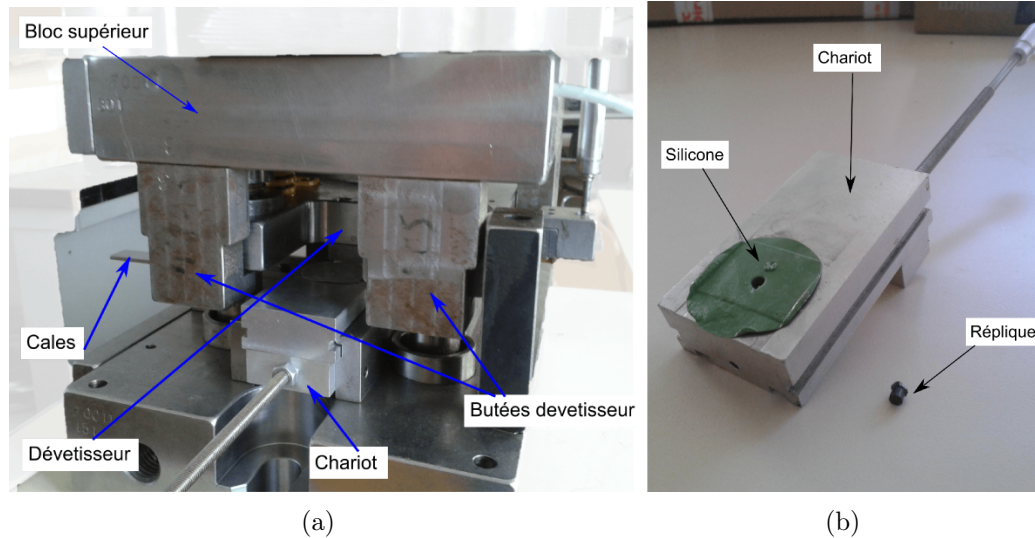 Bloc supérieur
Cales
Dévetisseur
Chariot
Butées devetisseur
Chariot
Silicone
Réplique
(a)
(b)